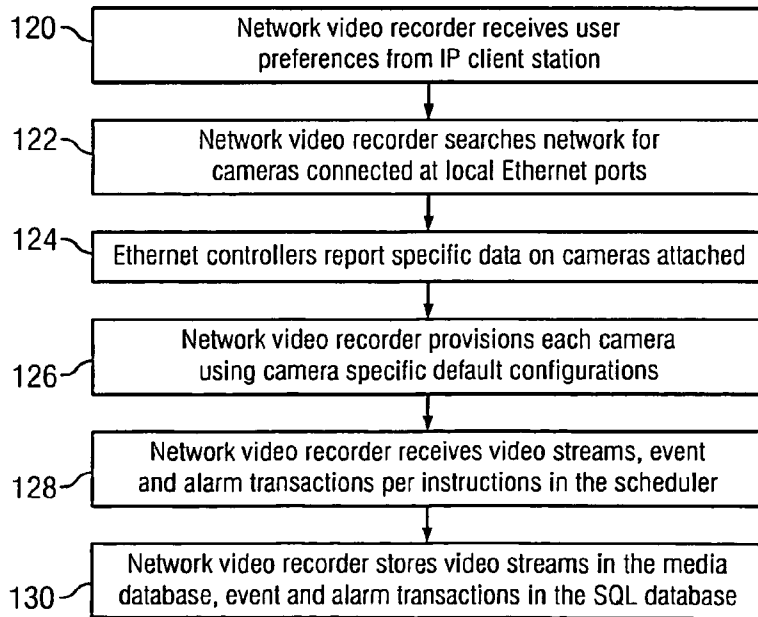 120
Network video recorder receives user
preferences from IP client station
122
Network video recorder searches network for
cameras connected at local Ethernet ports
124
Ethernet controllers report specific data on cameras attached
Network video recorder provisions each camera
using camera specific default configurations
126
Network video recorder receives video streams, event
and alarm transactions per instructions in the scheduler
128
Network video recorder stores video streams in the media
database, event and alarm transactions in the SQL database
130